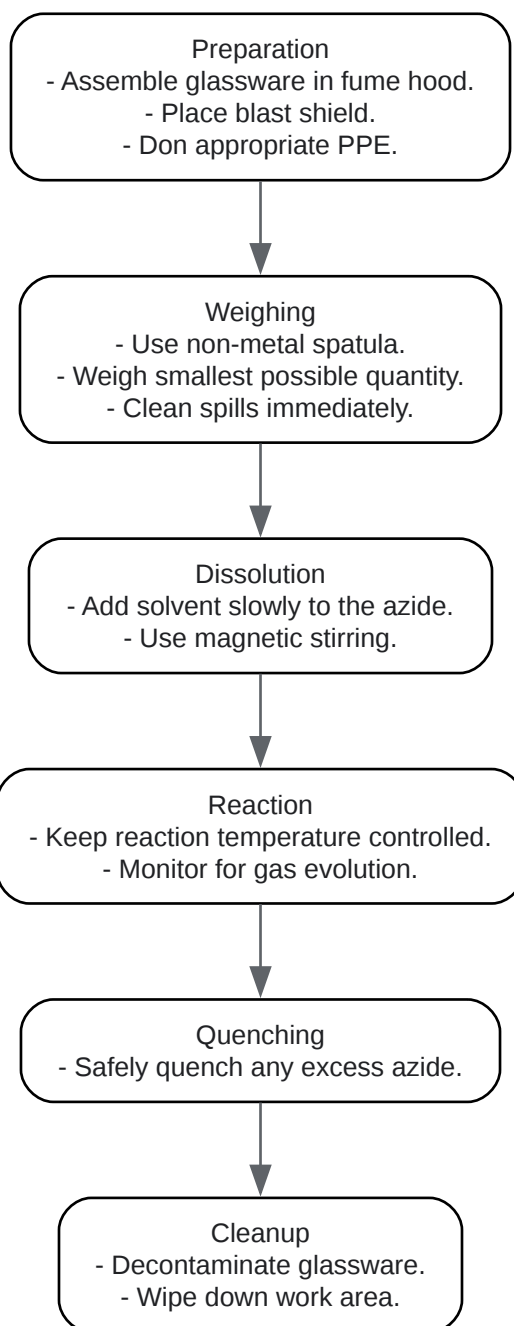 Preparation
- Assemble glassware in fume hood.
- Place blast shield.
- Don appropriate PPE.
Weighing
- Use non-metal spatula.
- Weigh smallest possible quantity.
- Clean spills immediately.
Dissolution
- Add solvent slowly to the azide.
- Use magnetic stirring.
Reaction
- Keep reaction temperature controlled.
- Monitor for gas evolution.
Quenching
- Safely quench any excess azide.
Cleanup
- Decontaminate glassware.
- Wipe down work area.